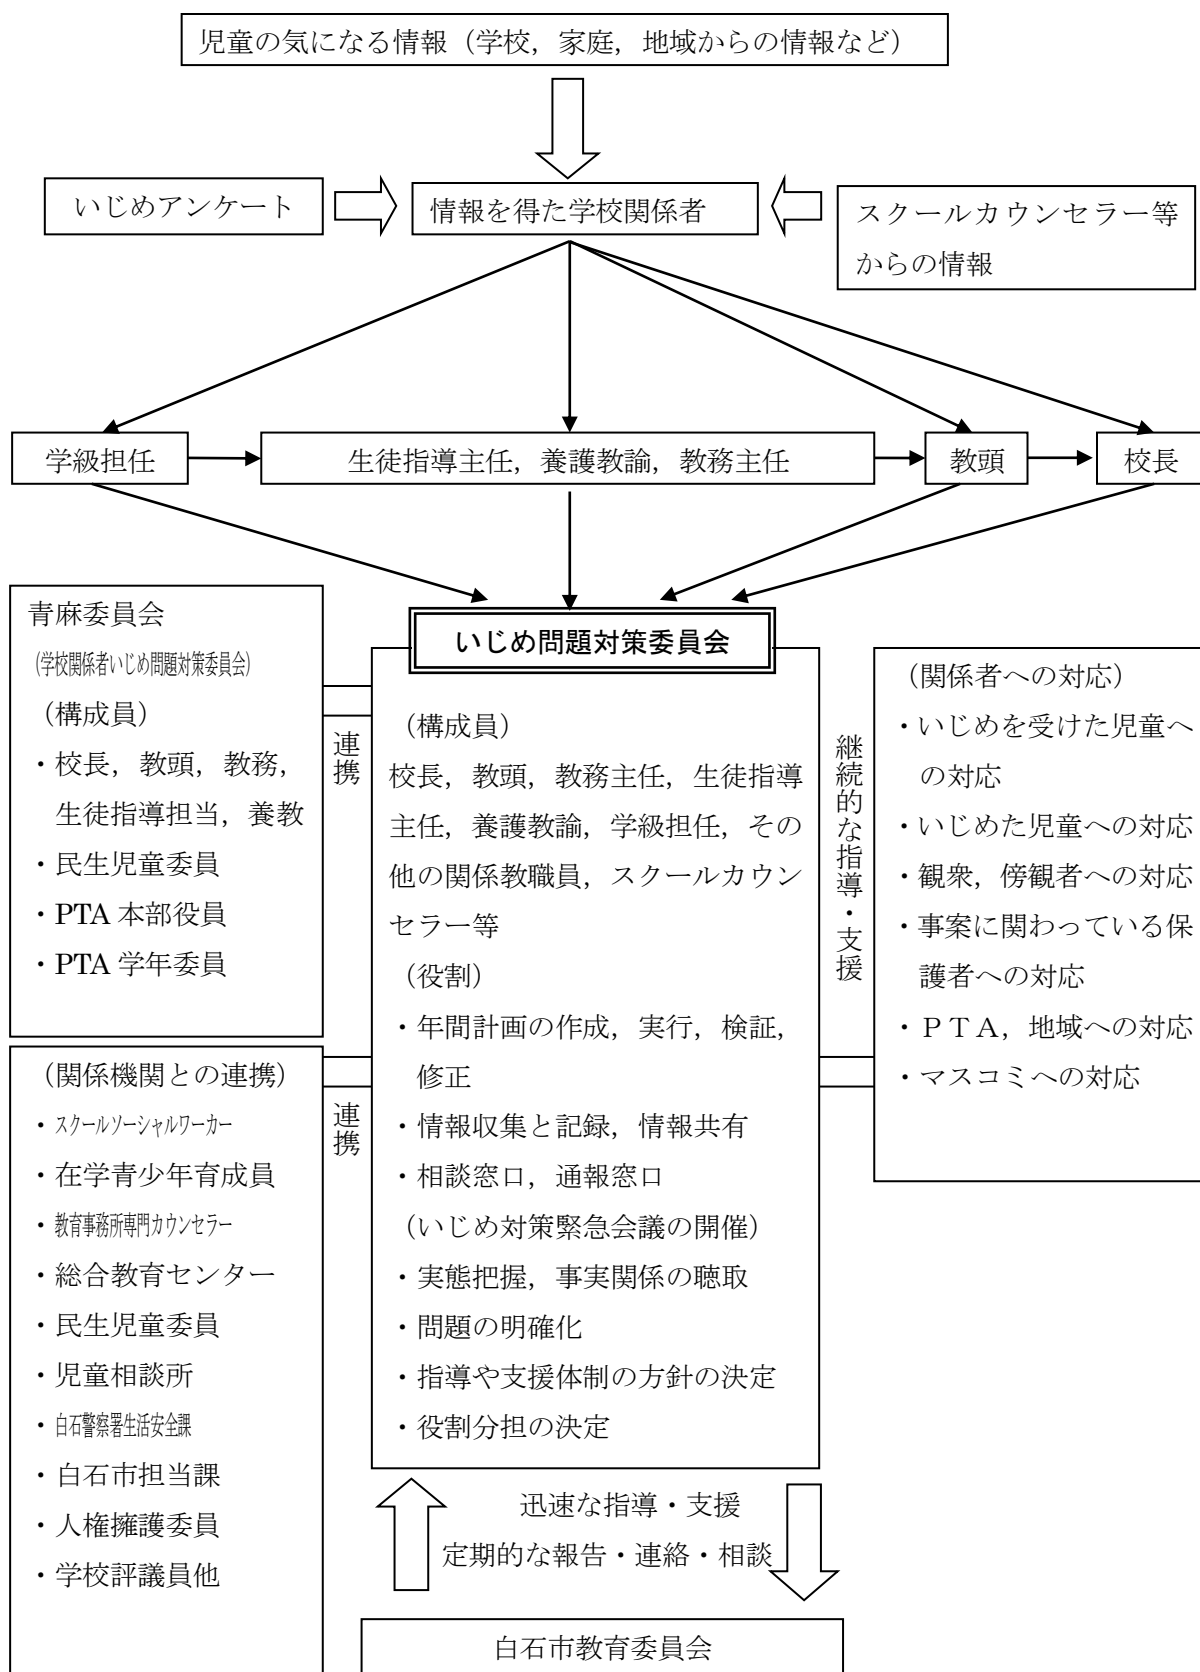 児童の気になる情報（学校，家庭，地域からの情報など）
いじめアンケート
情報を得た学校関係者
スクールカウンセラー等
からの情報
学級担任
生徒指導主任，養護教諭，教務主任
教頭
校長
青麻委員会
(学校関係者いじめ問題対策委員会)
（構成員）
・校長，教頭，教務，
生徒指導担当，養教
・民生児童委員
・PTA 本部役員
・PTA 学年委員
連携
（関係機関との連携）
・スクールソーシャルワーカー
・在学青少年育成員
・教育事務所専門カウンセラー
・総合教育センター
・民生児童委員
・児童相談所
・白石警察署生活安全課
・白石市担当課
・人権擁護委員
・学校評議員他
連携
いじめ問題対策委員会
（構成員）
校長，教頭，教務主任，生徒指導
主任，養護教諭，学級担任，その
他の関係教職員，スクールカウン
セラー等
（役割）
・年間計画の作成，実行，検証，
修正
・情報収集と記録，情報共有
・相談窓口，通報窓口
（いじめ対策緊急会議の開催）
・実態把握，事実関係の聴取
・問題の明確化
・指導や支援体制の方針の決定
・役割分担の決定
継続的な指導・支援
（関係者への対応）
・いじめを受けた児童へ
の対応
・いじめた児童への対応
・観衆，傍観者への対応
・事案に関わっている保
護者への対応
・ＰＴＡ，地域への対応
・マスコミへの対応
迅速な指導・支援
定期的な報告・連絡・相談
白石市教育委員会